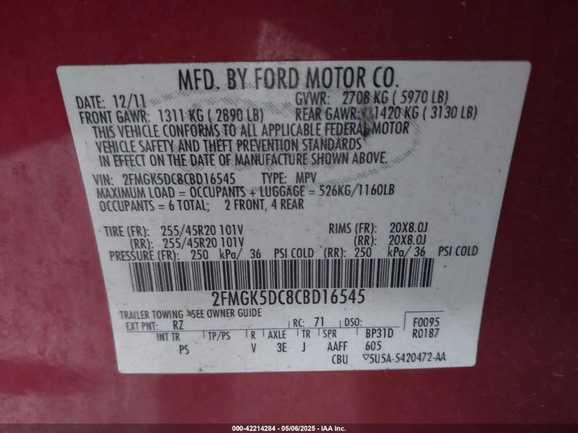 MFD. BY FORD MOTOR CO.
DATE: 12/11 GVWR: 2708 KG ( 5970 LB)
FRONT GAWR: 1311 KG ( 2890 LB) REAR GAWR: 1420 KG ( 3130 LB)
THIS VEHICLE CONFORMS TO ALL APPLICABLE FEDERAL MOTOR
VEHICLE SAFETY AND THEFT PREVENTION STANDARDS
IN EFFECT ON THE DATE OF MANUFACTURE SHOWN ABOVE.
VIN: 2FMGK5DC8CBD16545 TYPE: MPV
MAXIMUM LOAD = OCCUPANTS + LUGGAGE = 526KG/1160LB
OCCUPANTS = 6 TOTAL; 2 FRONT, 4 REAR
TIRE (FR): 255/45R20 101V RIMS (FR): 20X8.0J
(RR): 255/45R20 101V (RR): 20X8.0J
PRESSURE (FR): 250 kPa/ 36 PSI COLD (RR): 250 kPa/ 36 PSI COLD
2FMGK5DC8CBD16545
TRAILER TOWING - SEE OWNER GUIDE
EXT PNT: RZ RC: 71 DSO: F0095
INT TR TP/PS R AXLE TR SPR BP31D R0187
P5 V 3E J AAFF 605
CBU 5U5A-5420472-AA
000-42214284 05/06/2025 IAA Inc.